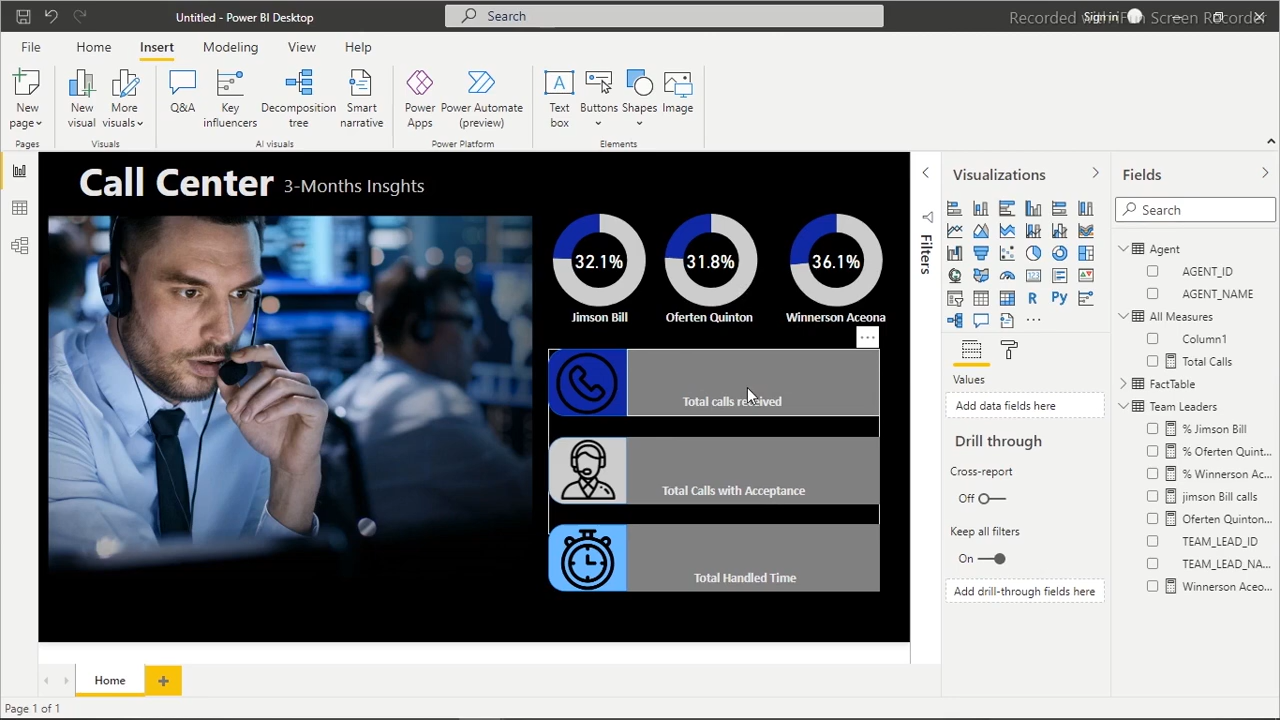 Untitled - Power BI Desktop
Search
Recorded with iFun Screen Recorder
Sign in
File
Home
Insert
Modeling
View
Help
New page
New visual
More visuals
Q&A
Key influencers
Decomposition tree
Smart narrative
Power Apps
Power Automate (preview)
Text box
Buttons
Shapes
Image
Pages
Visuals
AI visuals
Power Platform
Elements
Call Center 3-Months Insghts
32.1%
31.8%
36.1%
Jimson Bill
Oferten Quinton
Winnerson Aceona
Total calls received
Total Calls with Acceptance
Total Handled Time
Filters
Visualizations
R
Py
Values
Add data fields here
Drill through
Cross-report
Off
Keep all filters
On
Add drill-through fields here
Fields
Search
Agent
AGENT_ID
AGENT_NAME
All Measures
Column1
Total Calls
FactTable
Team Leaders
% Jimson Bill
% Oferten Quint...
% Winnerson Ac...
jimson Bill calls
Oferten Quinton...
TEAM_LEAD_ID
TEAM_LEAD_NA...
Winnerson Aceo...
Home
Page 1 of 1